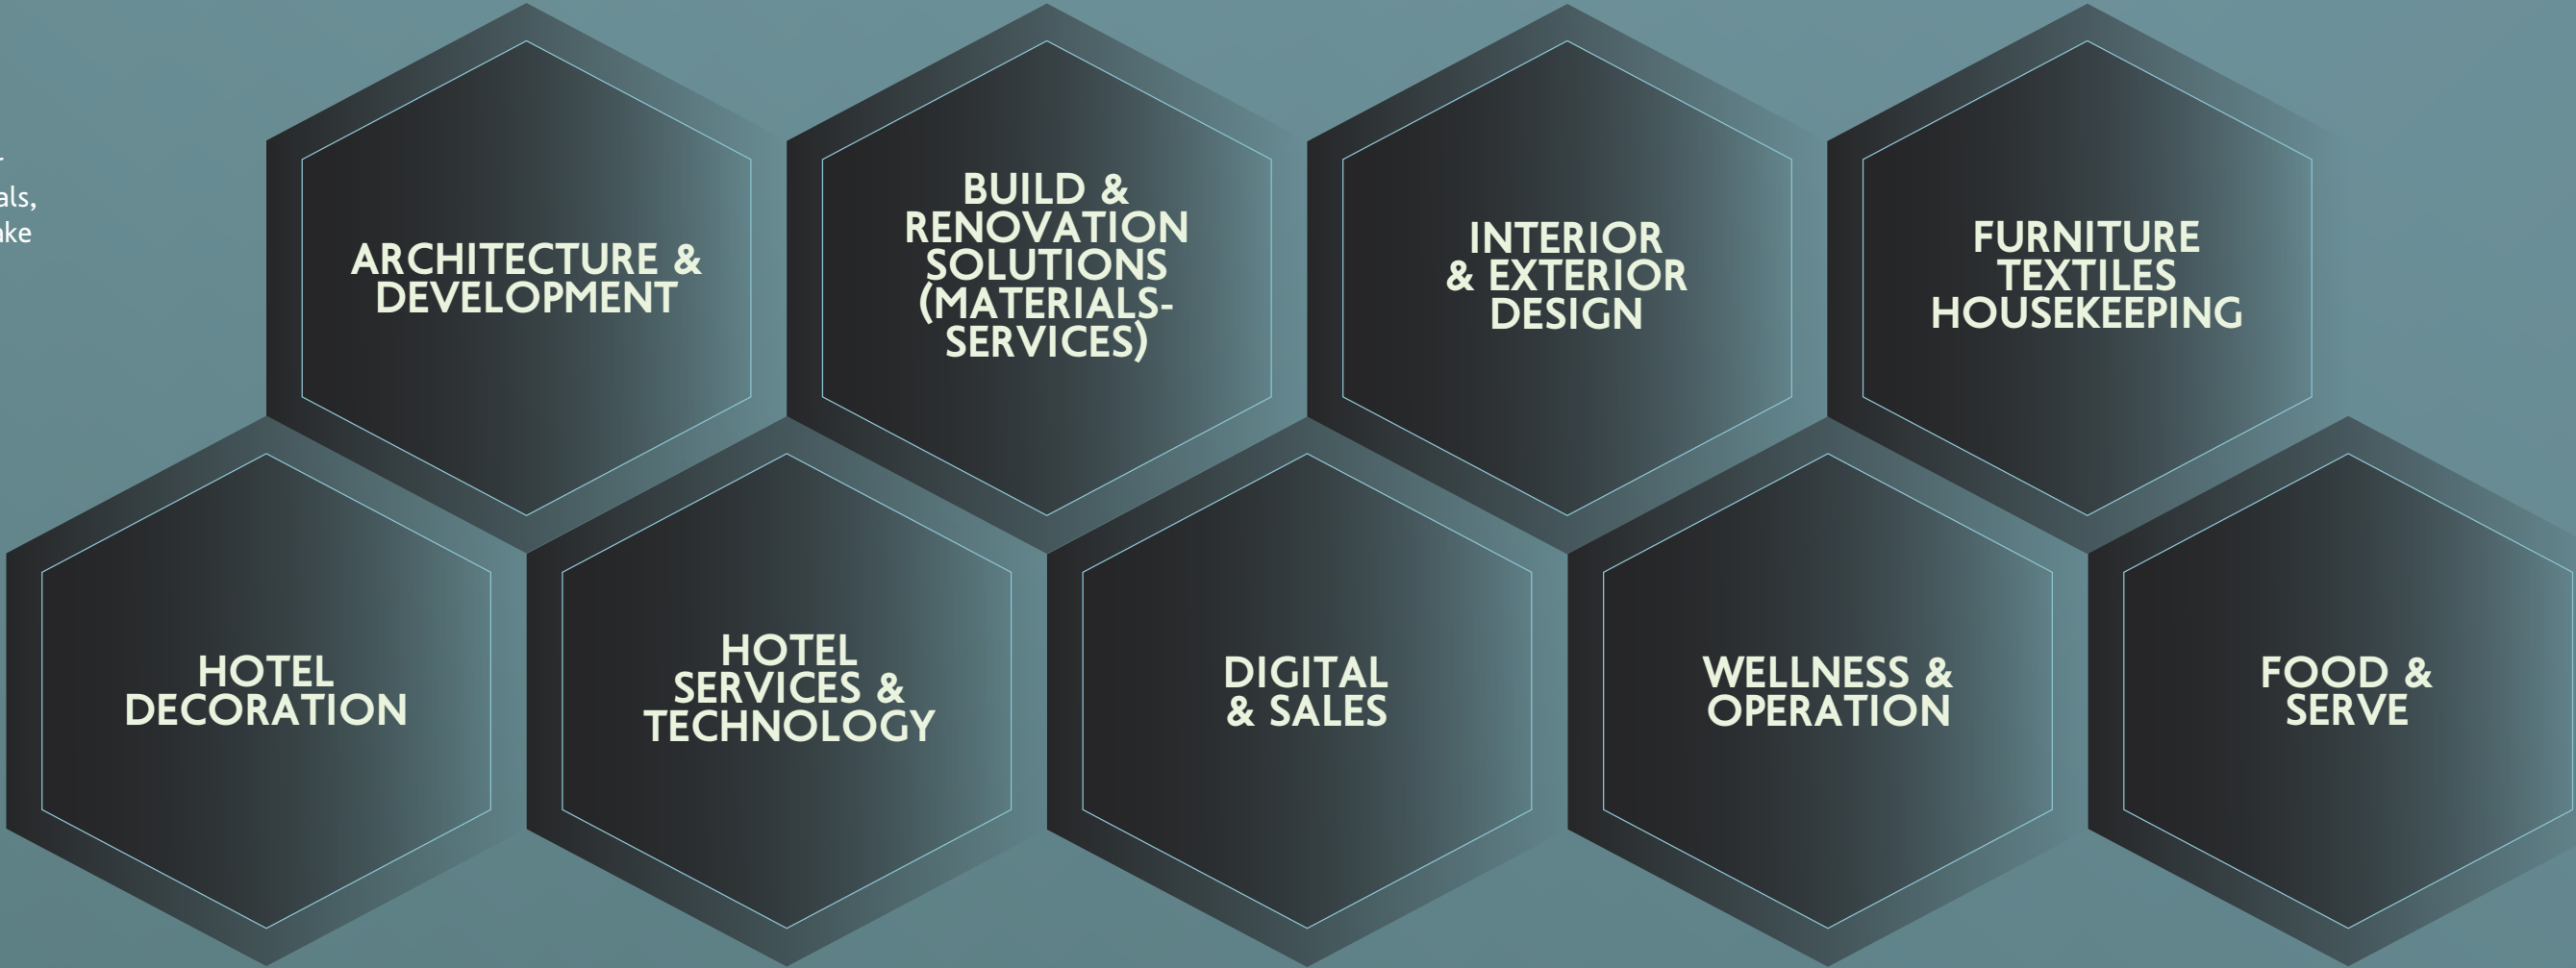 als,
ARCHITECTURE &
DEVELOPMENT
BUILD &
RENOVATION
SOLUTIONS
(MATERIALS-
SERVICES)
INTERIOR
& EXTERIOR
DESIGN
FURNITURE
TEXTILES
HOUSEKEEPING
HOTEL
DECORATION
HOTEL
SERVICES &
TECHNOLOGY
DIGITAL
& SALES
WELLNESS &
OPERATION
FOOD &
SERVE